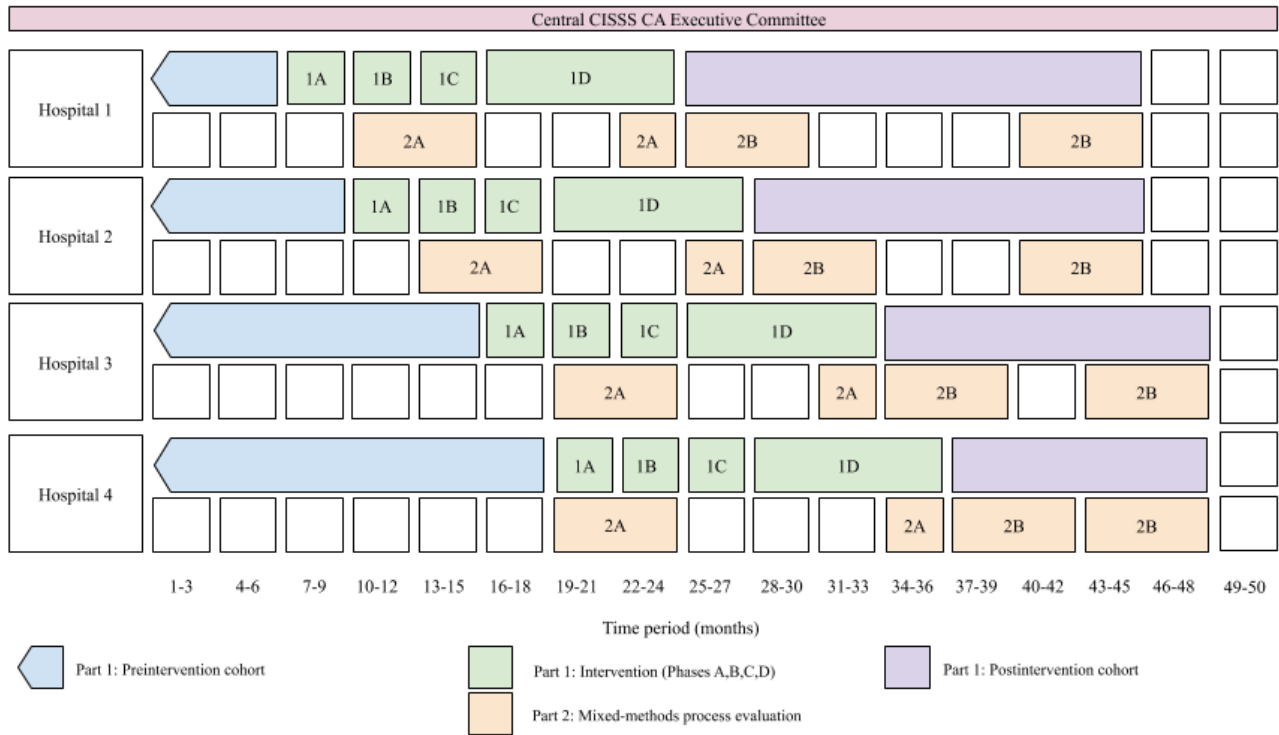 Central CISSS CA Executive Committee
1A 1B 1C 1D
Hospital 1
2A 2A 2B 2B
1A 1B 1C 1D
Hospital 2
2A 2A 2B 2B
1A 1B 1C 1D
Hospital 3
2A 2A 2B 2B
1A 1B 1C 1D
Hospital 4
2A 2A 2B 2B
1-3 4-6 7-9 10-12 13-15 16-18 19-21 22-24 25-27 28-30 31-33 34-36 37-39 40-42 43-45 46-48 49-50
Time period (months)
Part 1: Preintervention cohort
Part 1: Intervention (Phases A,B,C,D)
Part 1: Postintervention cohort
Part 2: Mixed-methods process evaluation